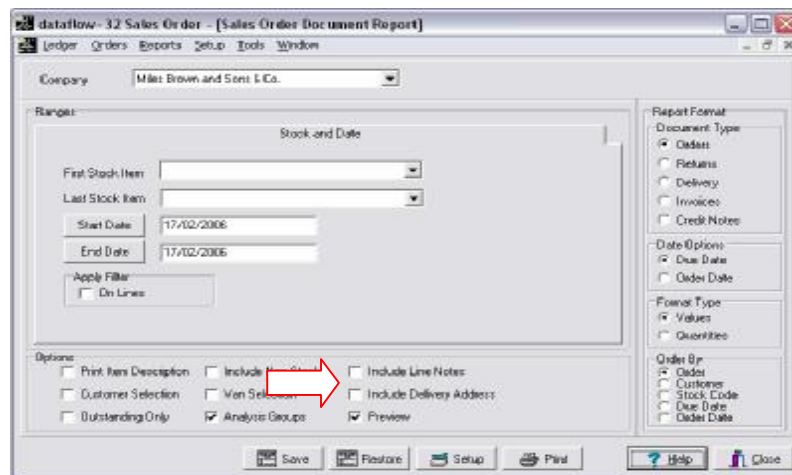 dataflow- 32 Sales Order - [Sales Order Document Report]
Ledger Orders Reports Setup Tools Window
Company Miles Brown and Sons & Co.
Ranges
Stock and Date
First Stock Item
Last Stock Item
Start Date 17/02/2006
End Date 17/02/2006
Apply Filter
On Lines
Options
Print Item Description
Include
Include Line Notes
Customer Selection
Van
Include Delivery Address
Outstanding Only
Analysis Groups
Preview
Report Format
Document Type
Orders
Returns
Delivery
Invoices
Credit Notes
Date Options
Due Date
Order Date
Format Type
Values
Quantities
Order By
Order
Customer
Stock Code
Due Date
Order Date
Save
Restore
Setup
Print
Help
Close